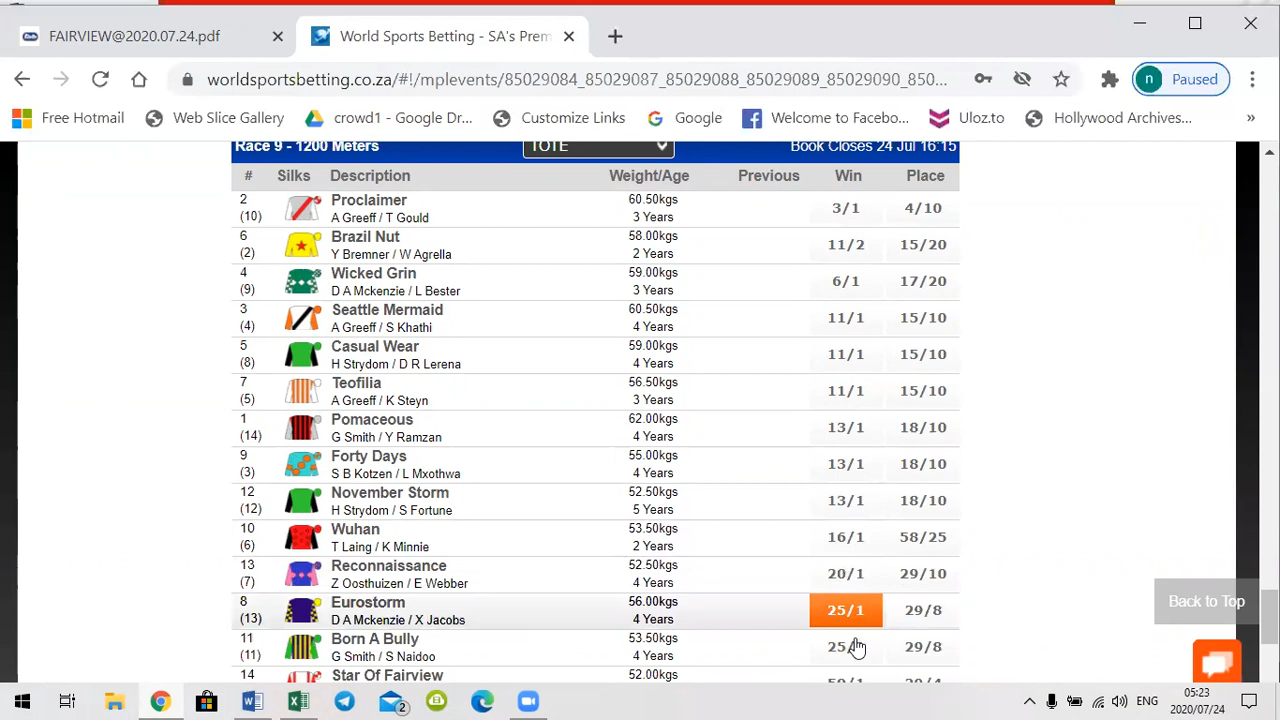 FAIRVIEW@2020.07.24.pdf
World Sports Betting - SA's Prem
worldsportsbetting.co.za/#!/mplevents/85029084_85029087_85029088_85029089_85029090_850...
n Paused
Free Hotmail Web Slice Gallery crowd1 - Google Dr... Customize Links Google Welcome to Facebo... Uloz.to Hollywood Archives... »
Race 9 - 1200 Meters TOTE Book Closes 24 Jul 16:15
# Silks Description Weight/Age Previous Win Place
2 Proclaimer 60.50kgs 3/1 4/10
(10) A Greeff / T Gould 3 Years
6 Brazil Nut 58.00kgs 11/2 15/20
(2) Y Bremner / W Agrella 2 Years
4 Wicked Grin 59.00kgs 6/1 17/20
(9) D A Mckenzie / L Bester 3 Years
3 Seattle Mermaid 60.50kgs 11/1 15/10
(4) A Greeff / S Khathi 4 Years
5 Casual Wear 59.00kgs 11/1 15/10
(8) H Strydom / D R Lerena 4 Years
7 Teofilia 56.50kgs 11/1 15/10
(5) A Greeff / K Steyn 3 Years
1 Pomaceous 62.00kgs 13/1 18/10
(14) G Smith / Y Ramzan 4 Years
9 Forty Days 55.00kgs 13/1 18/10
(3) S B Kotzen / L Mxothwa 4 Years
12 November Storm 52.50kgs 13/1 18/10
(12) H Strydom / S Fortune 5 Years
10 Wuhan 53.50kgs 16/1 58/25
(6) T Laing / K Minnie 2 Years
13 Reconnaissance 52.50kgs 20/1 29/10
(7) Z Oosthuizen / E Webber 4 Years
8 Eurostorm 56.00kgs 25/1 29/8
(13) D A Mckenzie / X Jacobs 4 Years
11 Born A Bully 53.50kgs 29/8
(11) G Smith / S Naidoo 4 Years
14 Star Of Fairview 52.00kgs
Back to Top
2
ENG
05:23
2020/07/24